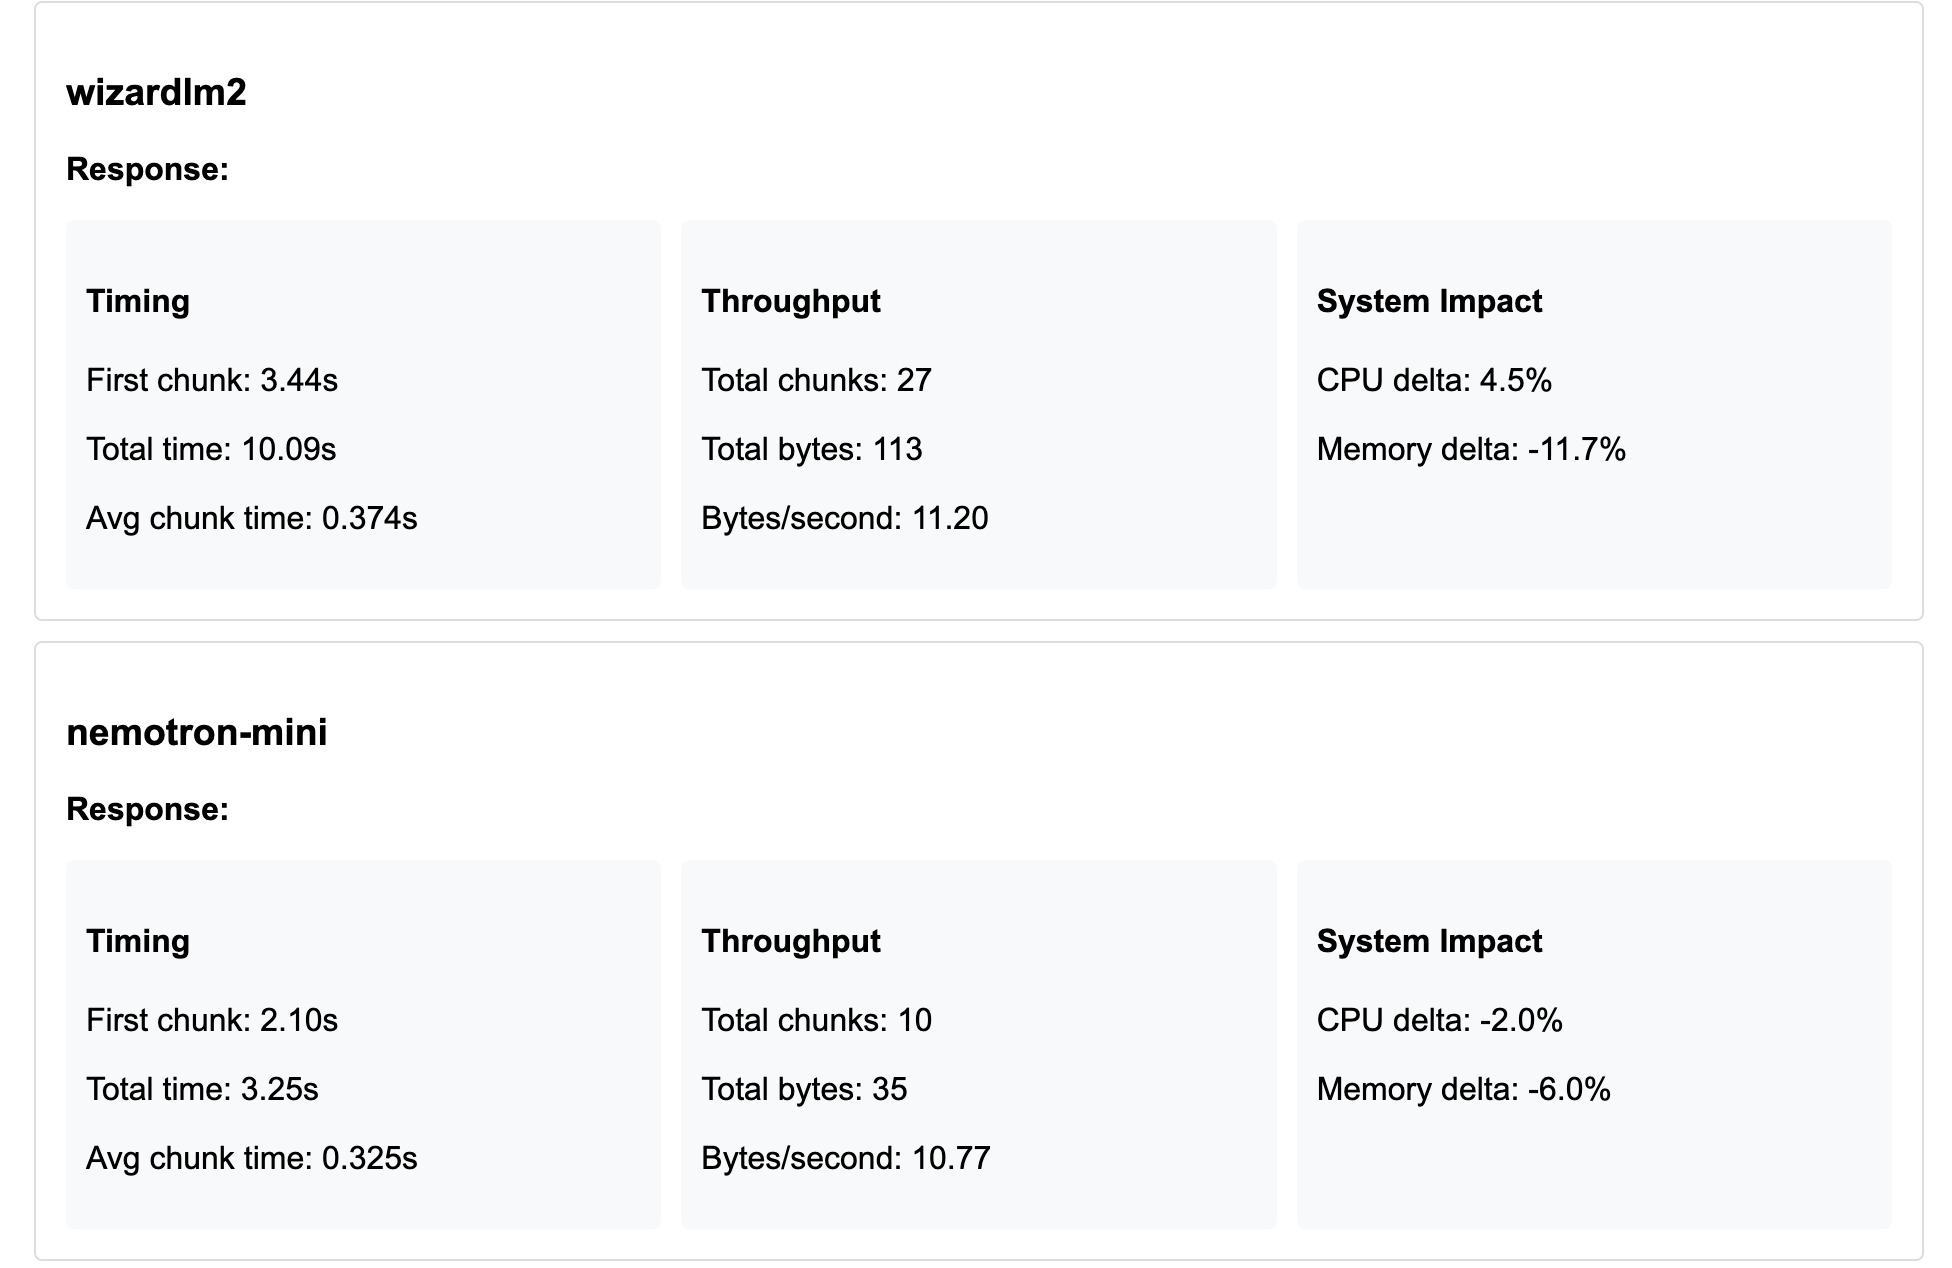 wizardlm2
Response:
Timing
First chunk: 3.44s
Total time: 10.09s
Avg chunk time: 0.374s
Throughput
Total chunks: 27
Total bytes: 113
Bytes/second: 11.20
System Impact
CPU delta: 4.5%
Memory delta: -11.7%
nemotron-mini
Response:
Timing
First chunk: 2.10s
Total time: 3.25s
Avg chunk time: 0.325s
Throughput
Total chunks: 10
Total bytes: 35
Bytes/second: 10.77
System Impact
CPU delta: -2.0%
Memory delta: -6.0%